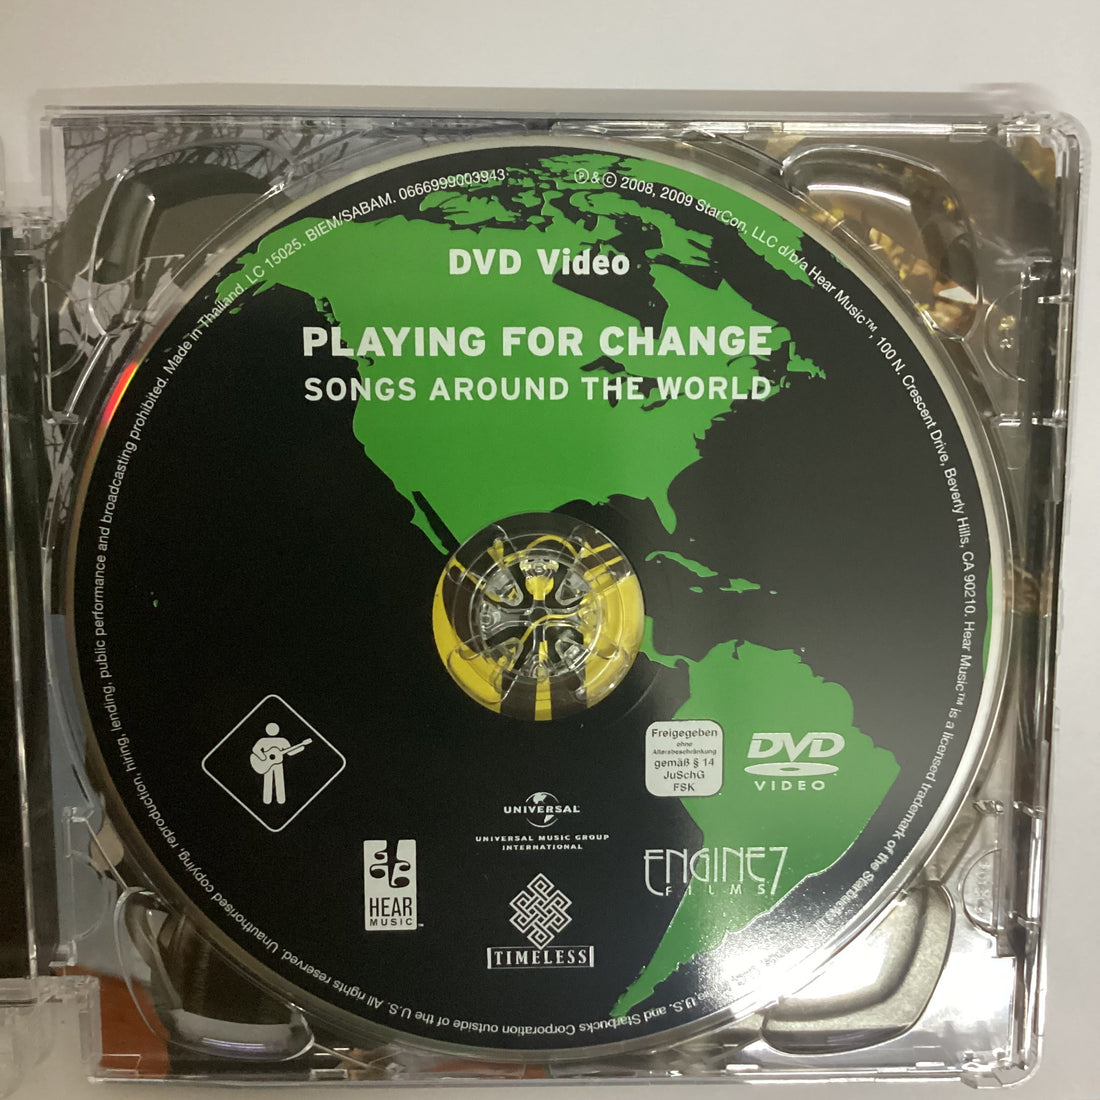 DVD Video
PLAYING FOR CHANGE
SONGS AROUND THE WORLD
Freigegeben
ohne
Altersbeschränkung
gemäß § 14
JuSchG
FSK
DVD
VIDEO
UNIVERSAL
UNIVERSAL MUSIC GROUP
INTERNATIONAL
HEAR
MUSIC™
ENGINE7
FILMS
TIMELESS
℗ & © 2008, 2009 StarCon, LLC d/b/a Hear Music™, 100 N. Crescent Drive, Beverly Hills, CA 90210. Hear Music™ is a licensed trademark of the Starbucks U.S. and Starbucks Corporation outside of the U.S. All rights reserved. Unauthorised copying, reproduction, hiring, lending, public performance and broadcasting prohibited. Made in Thailand. LC 15025. BIEM/SABAM. 0666999003943